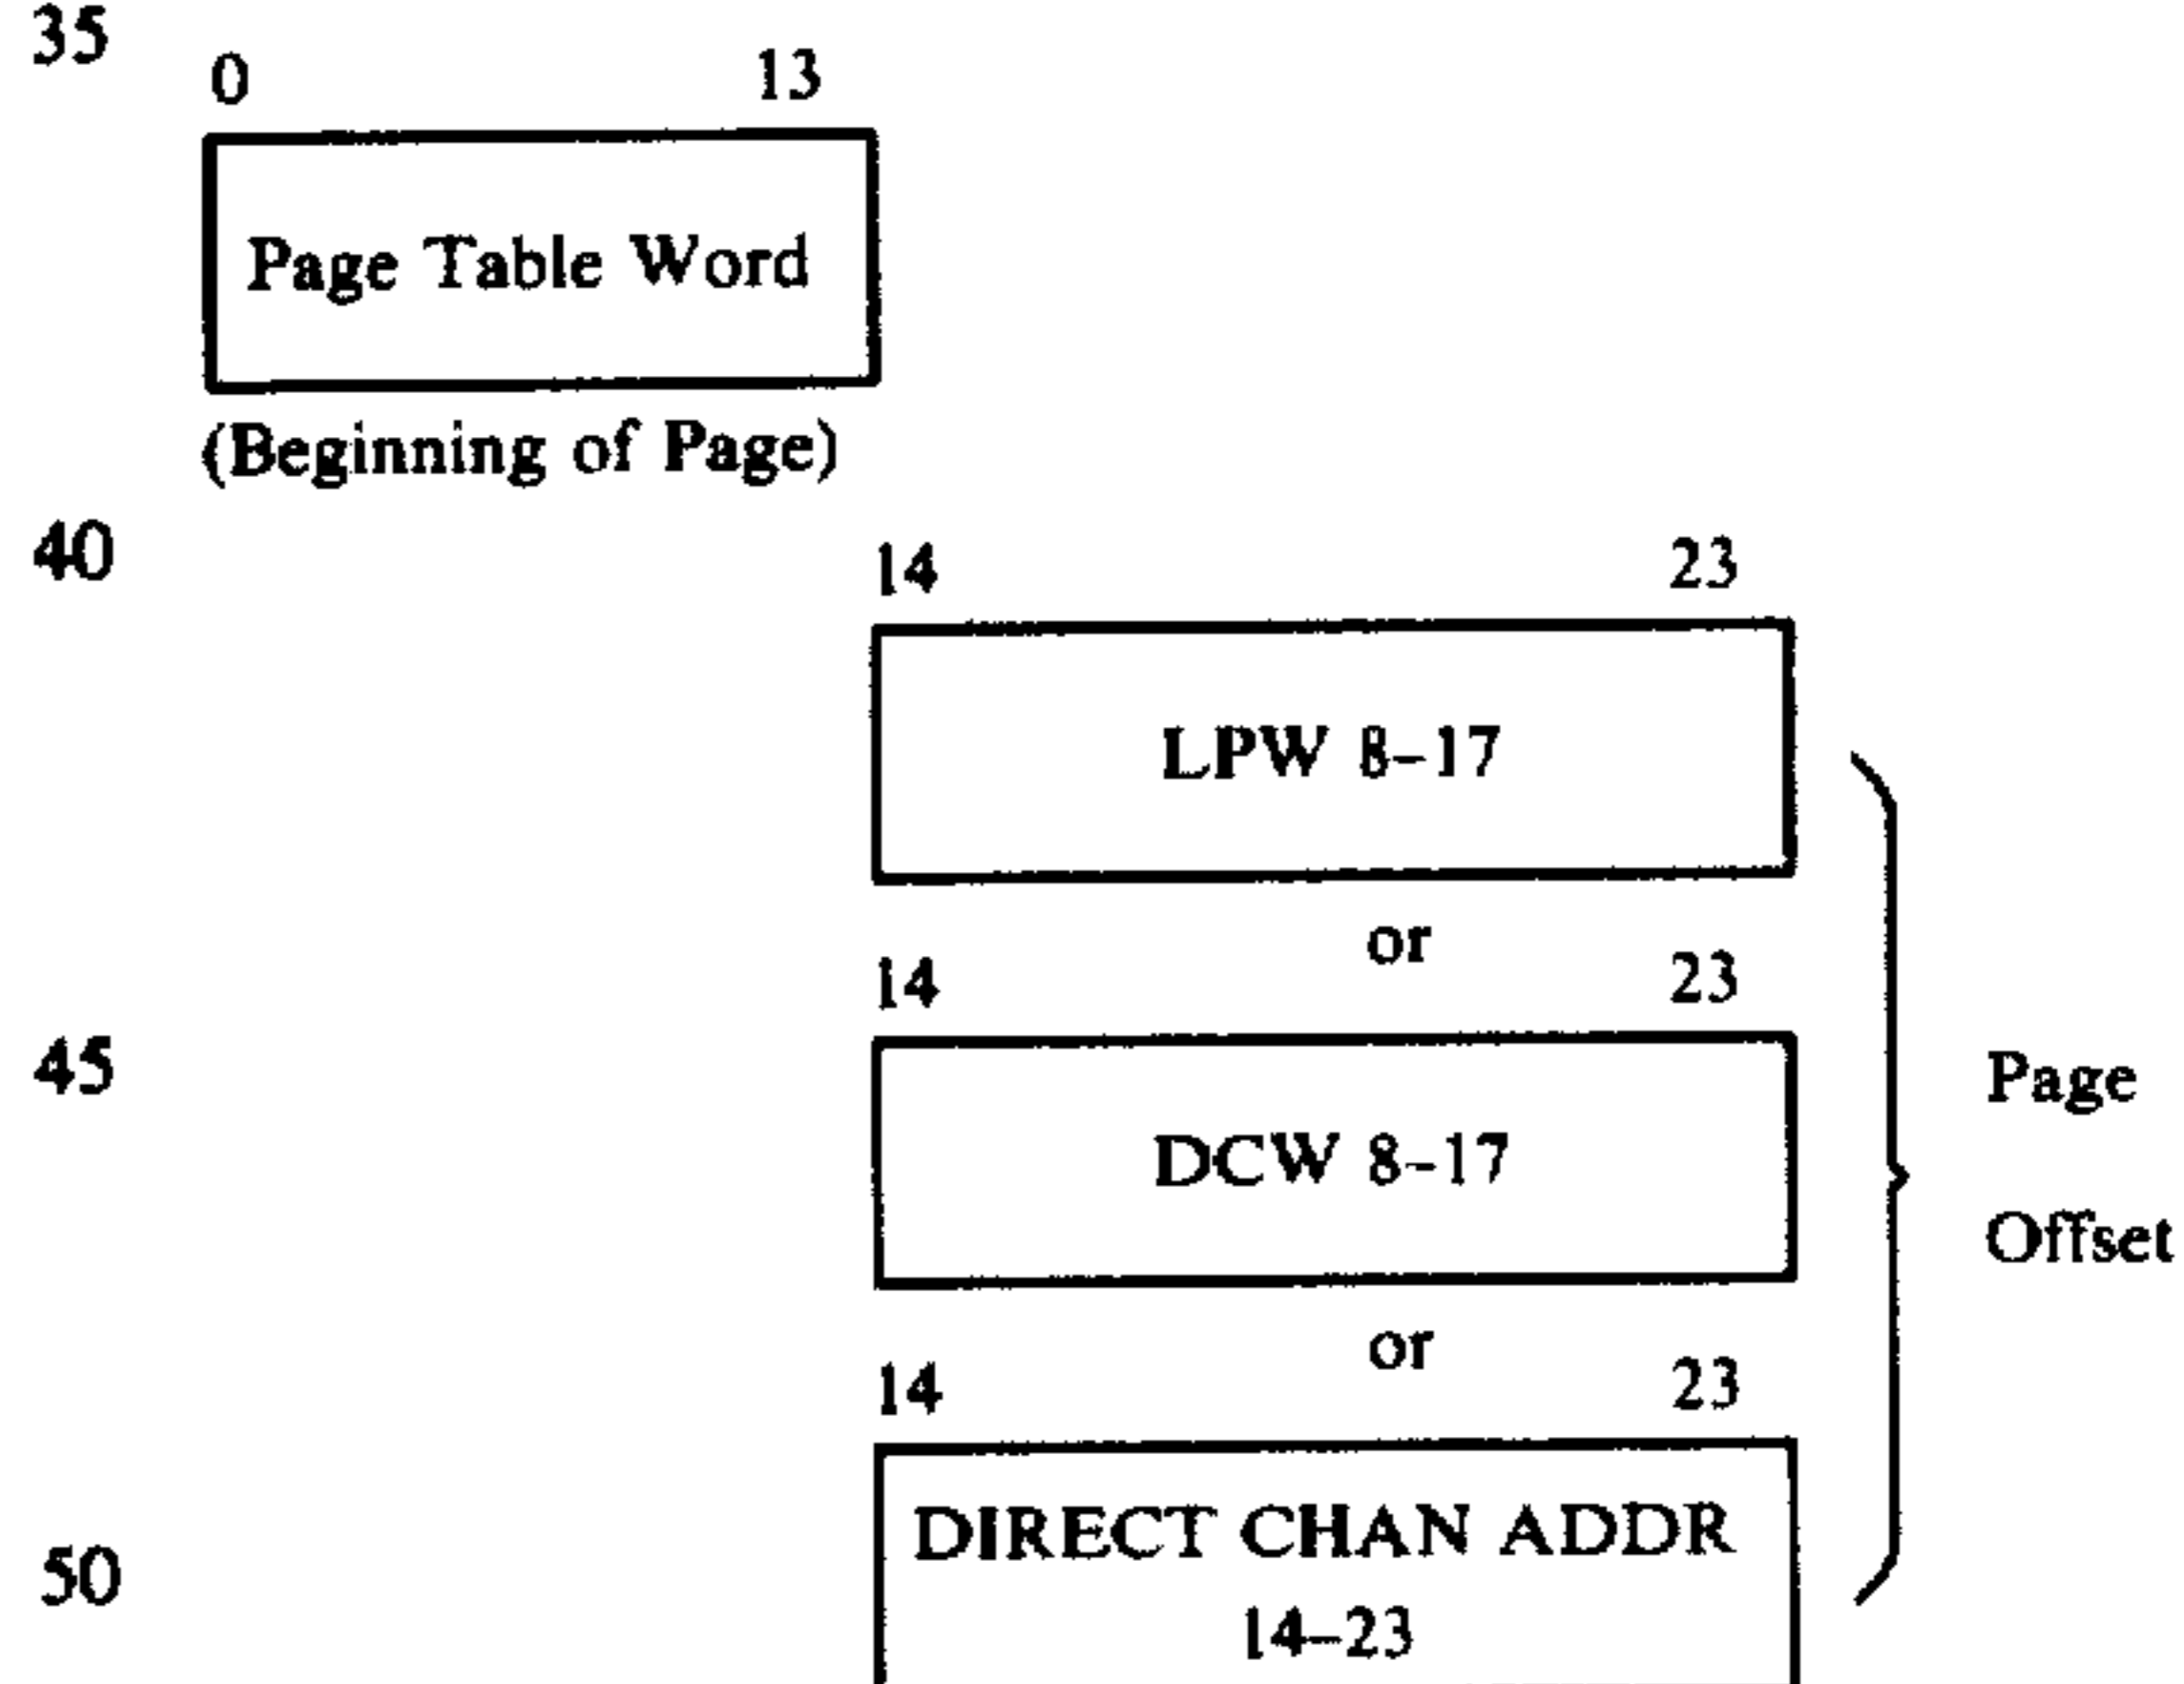 35
0 13
Page Table Word
(Beginning of Page)
40
14 23
LPW 8–17
or
14 23
45
Page
DCW 8–17
Offset
or
14 23
DIRECT CHAN ADDR
50
14–23